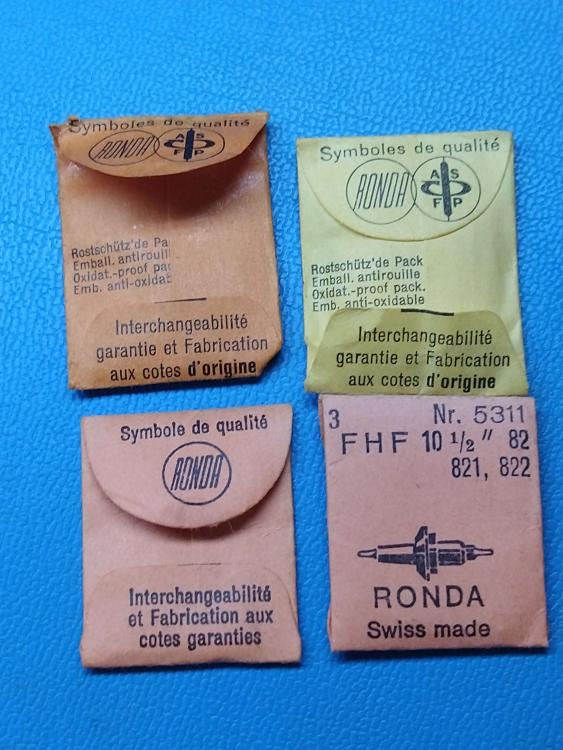 Symboles de qualité
RONDA
A S
F P
Rostschütz'de Pa
Emball. antirouil
Oxidat.-proof pac
Emb. anti-oxidab
Interchangeabilité
garantie et Fabrication
aux cotes d'origine
Symboles de qualité
RONDA
A S
F P
Rostschütz'de Pack
Emball. antirouille
Oxidat.-proof pack.
Emb. anti-oxidable
Interchangeabilité
garantie et Fabrication
aux cotes d'origine
Symbole de qualité
RONDA
Interchangeabilité
et Fabrication aux
cotes garanties
3 Nr. 5311
FHF 10 1/2 ″ 82
821, 822
RONDA
Swiss made